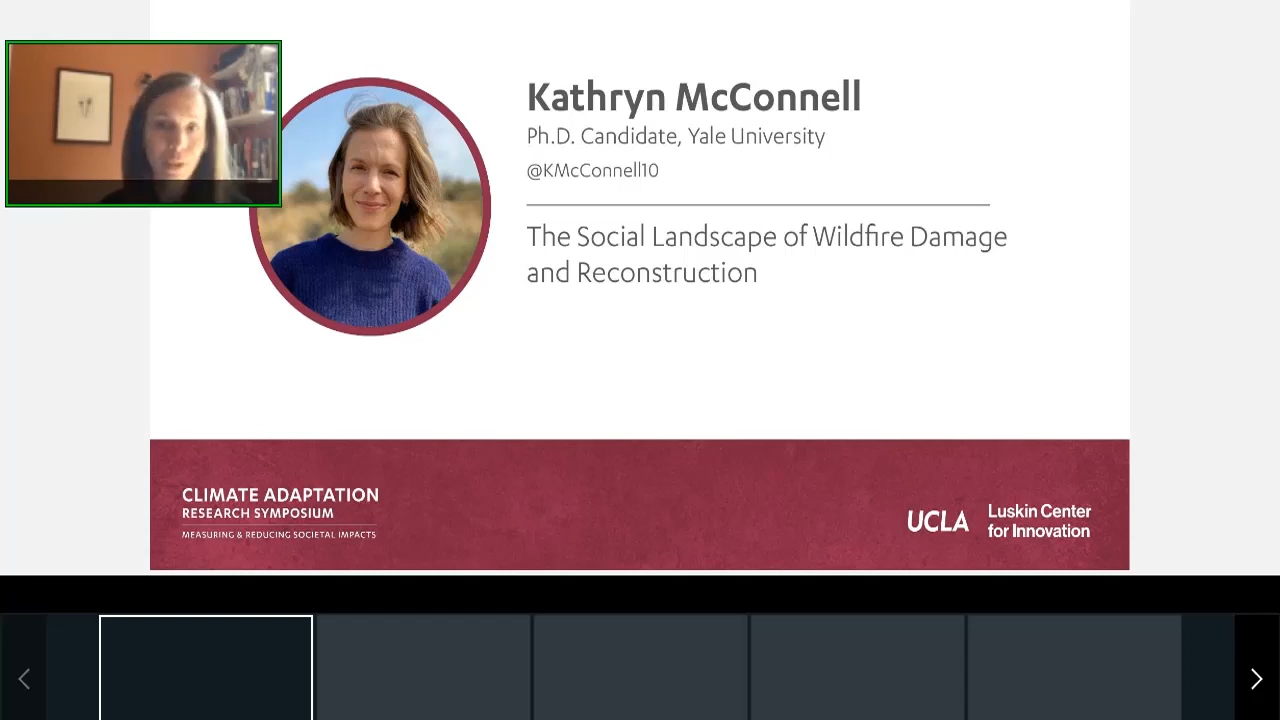 Kathryn McConnell
Ph.D. Candidate, Yale University
@KMcConnell10
The Social Landscape of Wildfire Damage
and Reconstruction
CLIMATE ADAPTATION
RESEARCH SYMPOSIUM
MEASURING & REDUCING SOCIETAL IMPACTS
UCLA
Luskin Center
for Innovation